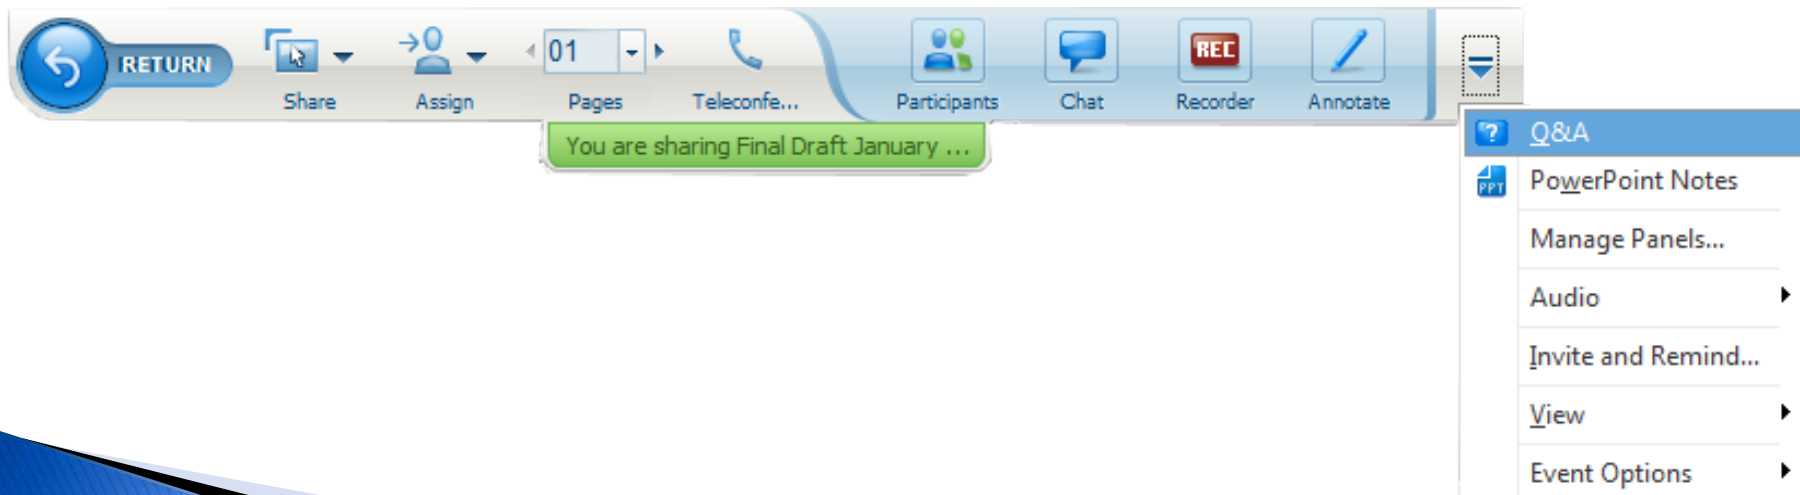 RETURN
01
REC
Share
Assign
Pages
Teleconfe...
Participants
Chat
Recorder
Annotate
You are sharing Final Draft January ...
? Q&A
PPT PowerPoint Notes
Manage Panels...
Audio
Invite and Remind...
View
Event Options